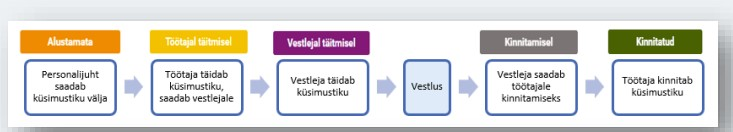 Alustamata
Töötajal täitmisel
Vestlejal täitmisel
Kinnitamisel
Kinnitatud
Personalijuht
saadab
küsimustiku välja
Töötaja täidab
küsimustiku,
saadab vestlejale
Vestleja täidab
küsimustiku
Vestlus
Vestleja saadab
töötajale
kinnitamiseks
Töötaja kinnitab
küsimustiku